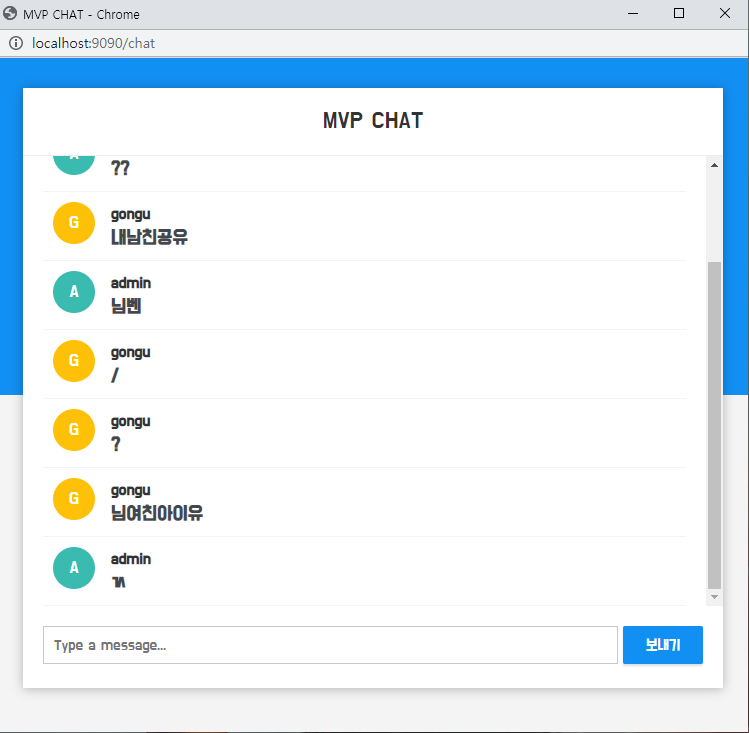 MVP CHAT - Chrome
localhost:9090/chat
MVP CHAT
A
??
G
gongu
내남친공유
A
admin
님벤
G
gongu
/
G
gongu
?
G
gongu
님여친아이유
A
admin
Type a message...
보내기